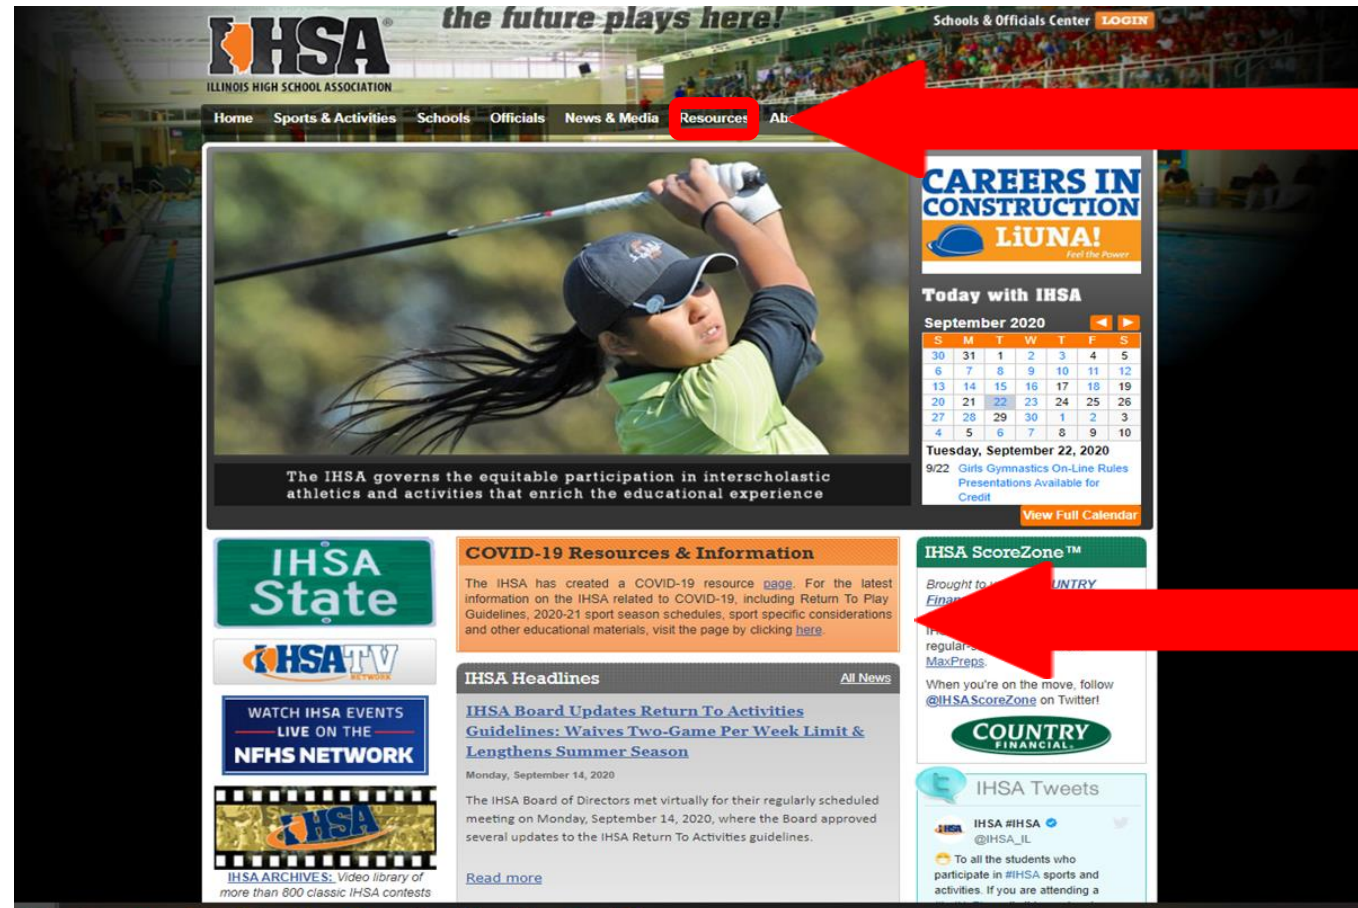 the future plays here!
Schools & Officials Center LOGIN
IHSA®
ILLINOIS HIGH SCHOOL ASSOCIATION
Home Sports & Activities Schools Officials News & Media Resources
CAREERS IN
CONSTRUCTION
LiUNA!
Feel the Power
Today with IHSA
September 2020
S M T W T F S
30 31 1 2 3 4 5
6 7 8 9 10 11 12
13 14 15 16 17 18 19
20 21 22 23 24 25 26
27 28 29 30 1 2 3
4 5 6 7 8 9 10
Tuesday, September 22, 2020
9/22 Girls Gymnastics On-Line Rules
Presentations Available for
Credit
View Full Calendar
The IHSA governs the equitable participation in interscholastic
athletics and activities that enrich the educational experience
IHSA
State
IHSATV
NETWORK
WATCH IHSA EVENTS
LIVE ON THE
NFHS NETWORK
IHSA
IHSA ARCHIVES: Video library of
more than 800 classic IHSA contests
COVID-19 Resources & Information
The IHSA has created a COVID-19 resource page. For the latest
information on the IHSA related to COVID-19, including Return To Play
Guidelines, 2020-21 sport season schedules, sport specific considerations
and other educational materials, visit the page by clicking here.
IHSA Headlines All News
IHSA Board Updates Return To Activities
Guidelines: Waives Two-Game Per Week Limit &
Lengthens Summer Season
Monday, September 14, 2020
The IHSA Board of Directors met virtually for their regularly scheduled
meeting on Monday, September 14, 2020, where the Board approved
several updates to the IHSA Return To Activities guidelines.
Read more
IHSA ScoreZone™
Brought to
MaxPreps.
When you're on the move, follow
@IHSAScoreZone on Twitter!
COUNTRY
FINANCIAL
IHSA Tweets
IHSA #IHSA
@IHSA_IL
To all the students who
participate in #IHSA sports and
activities. If you are attending a